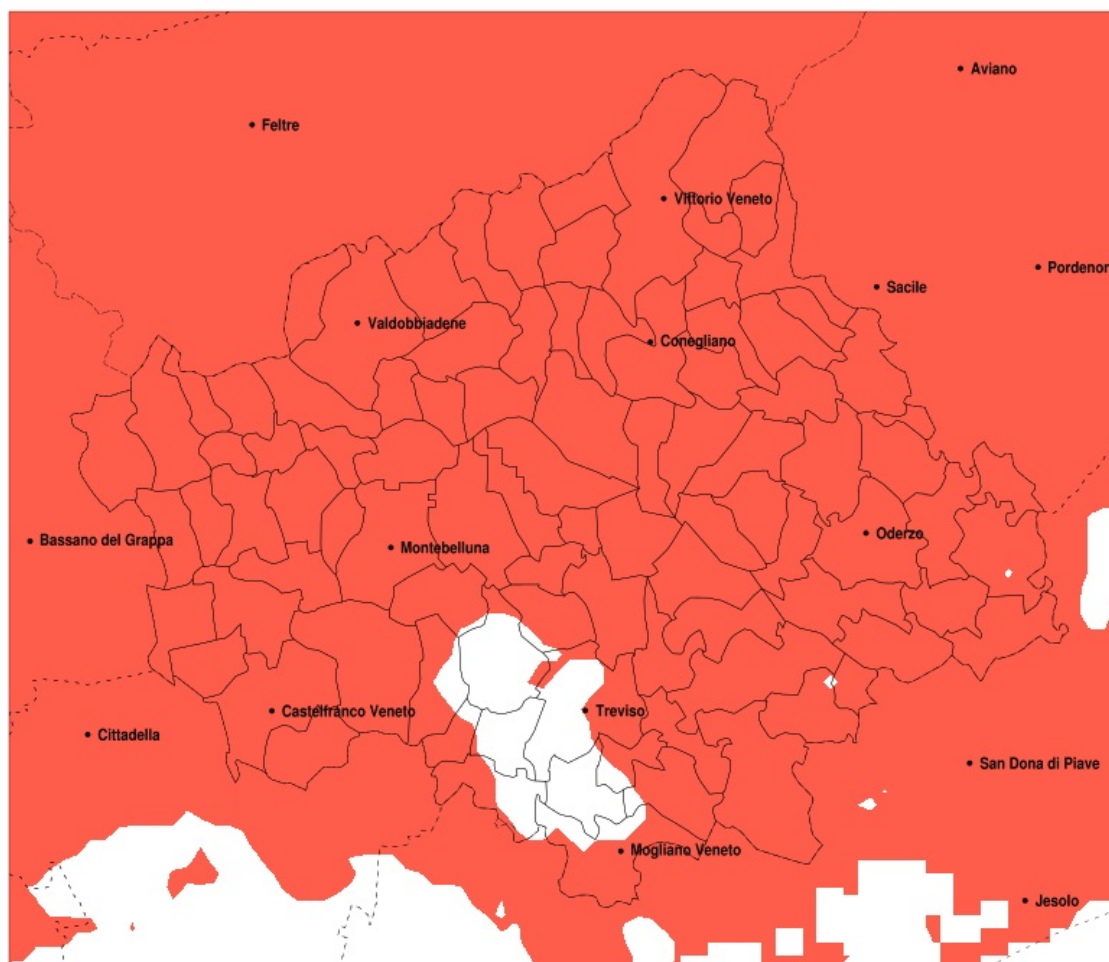 Aviano
Feltre
Vittorio Veneto
Pordenon
Sacile
Valdobbiadene
Conegliano
Bassano del Grappa
Montebelluna
Oderzo
Castelfranco Veneto
Treviso
Cittadella
San Dona di Piave
Mogliano Veneto
Jesolo